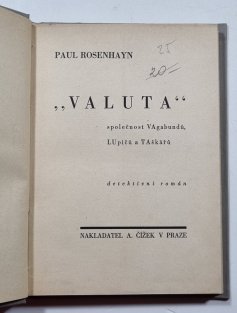 PAUL ROSENHAYN
25
20—
„VALUTA“
společnost VAgabundů,
LUpičů a TAškářů
detektivní román
NAKLADATEL A. ČÍŽEK V PRAZE